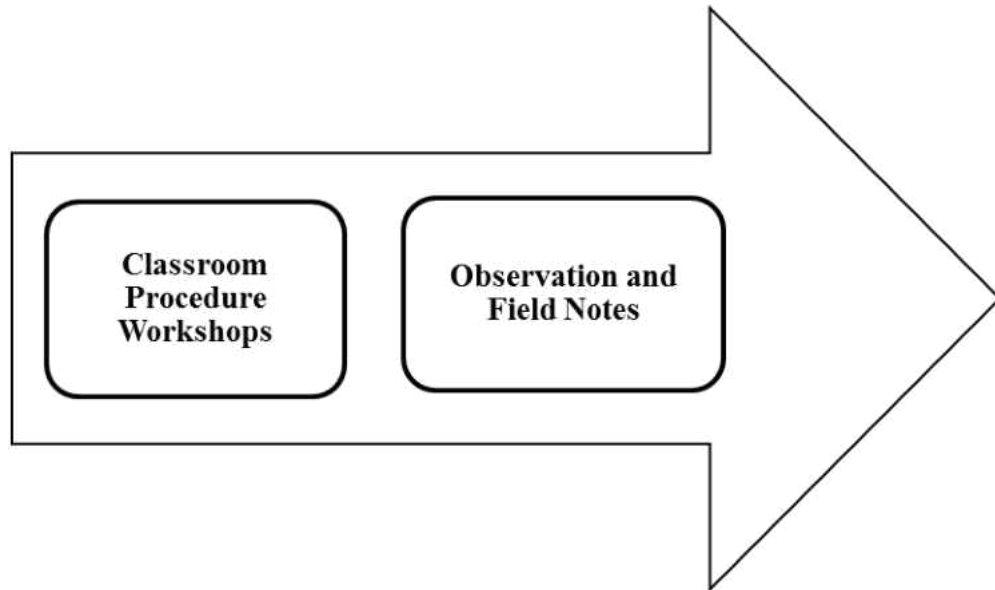 Classroom
Procedure
Workshops
Observation and
Field Notes